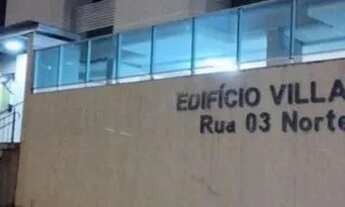 EDIFÍCIO VILLA
Rua 03 Norte